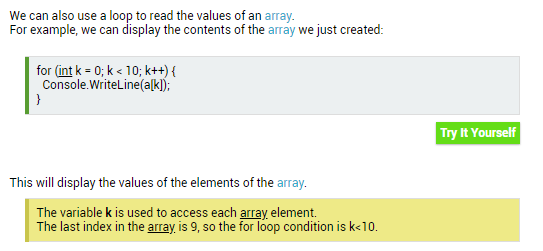 We can also use a loop to read the values of an array.
For example, we can display the contents of the array we just created:
for (int k = 0; k < 10; k++) {
Console.WriteLine(a[k]);
}
Try It Yourself
This will display the values of the elements of the array.
The variable k is used to access each array element.
The last index in the array is 9, so the for loop condition is k<10.